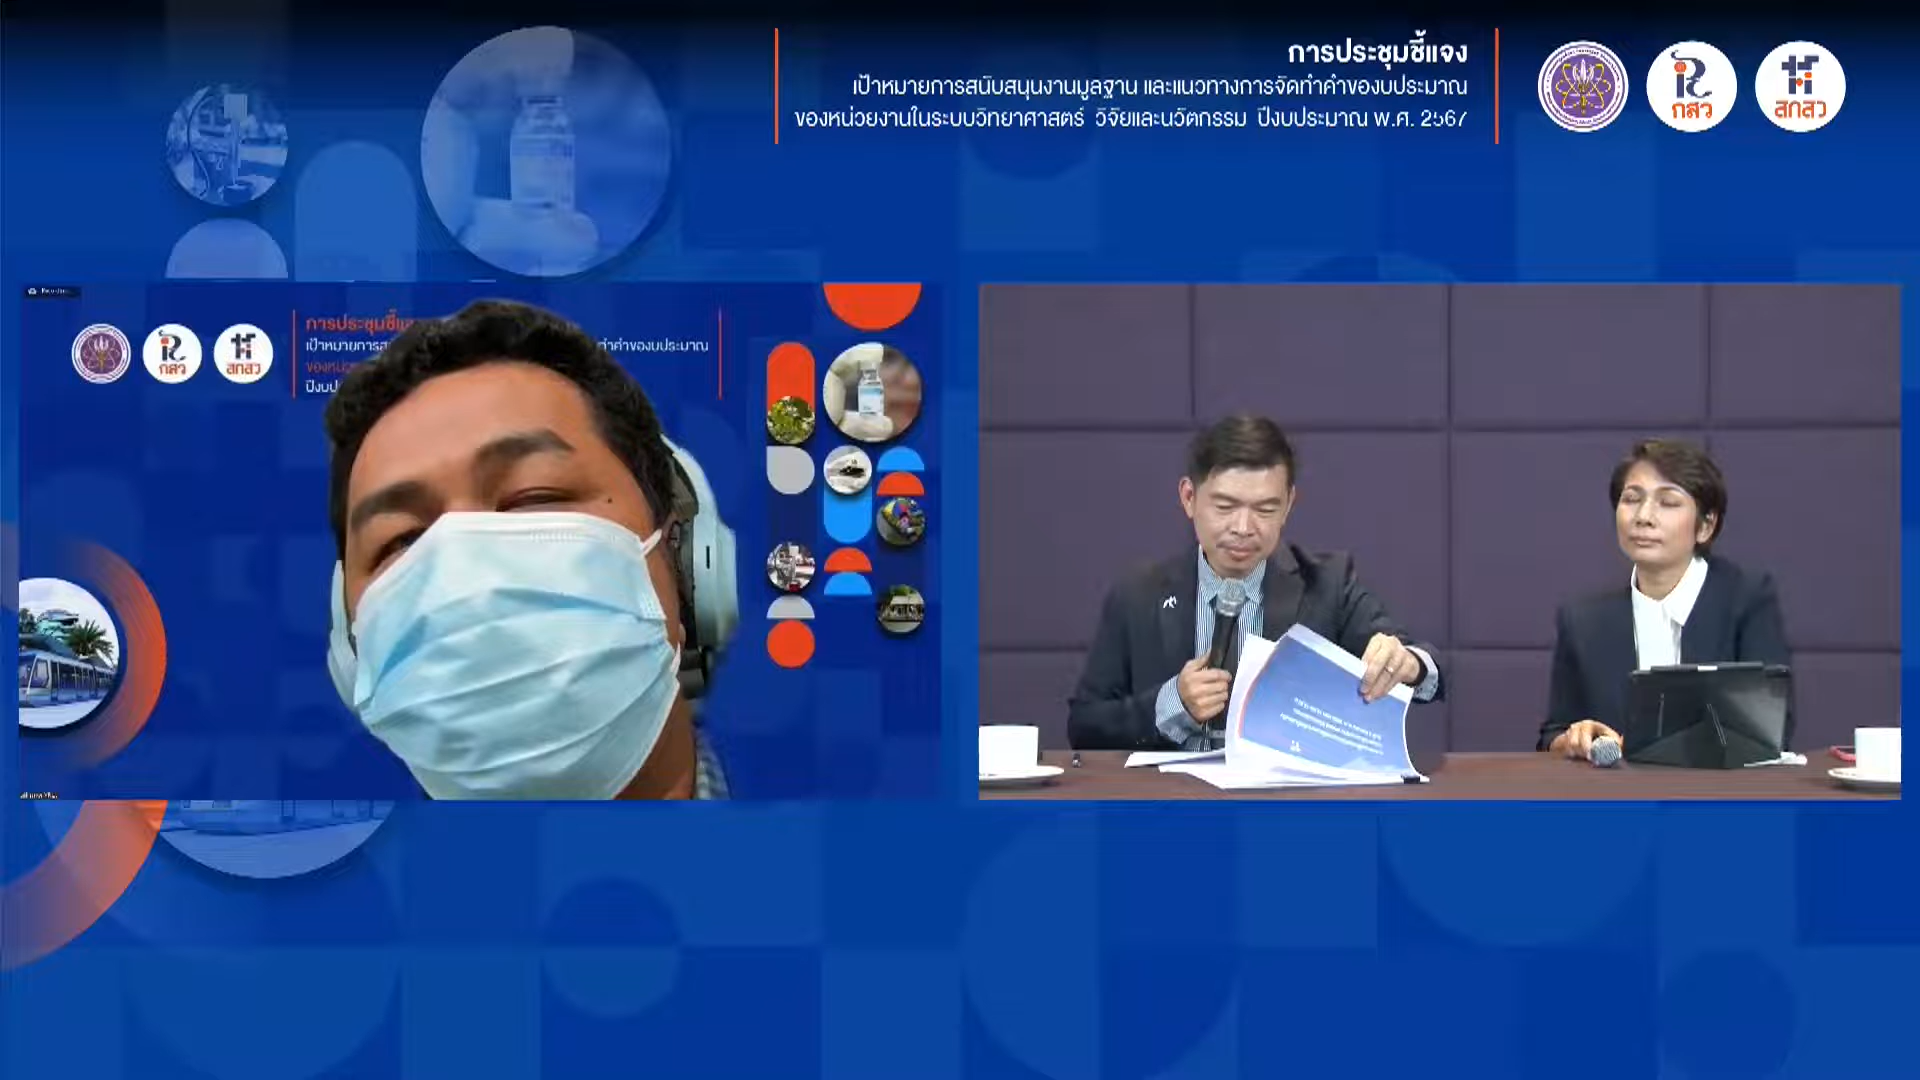 การประชุมชี้แจง
เป้าหมายการสนับสนุนงานมูลฐาน และแนวทางการจัดทำคำของบประมาณ
ของหน่วยงานในระบบวิทยาศาสตร์ วิจัยและนวัตกรรม ปีงบประมาณ พ.ศ. 2567
กสว
สกสว
การประชุมชี้แ
เป้าหมายการส
ทำคำของบประมาณ
ของหน่ว
ปีงบป
กสว
สกสว